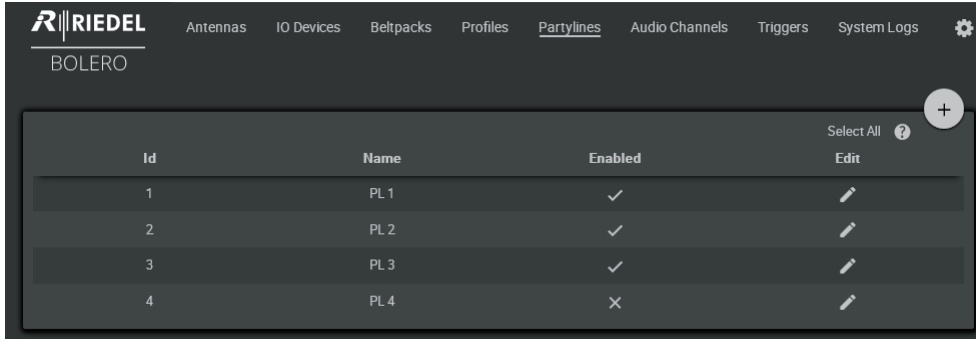 RIEDEL
BOLERO
Antennas IO Devices Beltpacks Profiles Partylines Audio Channels Triggers System Logs
+
Select All ?
Id Name Enabled Edit
1 PL 1
2 PL 2
3 PL 3
4 PL 4